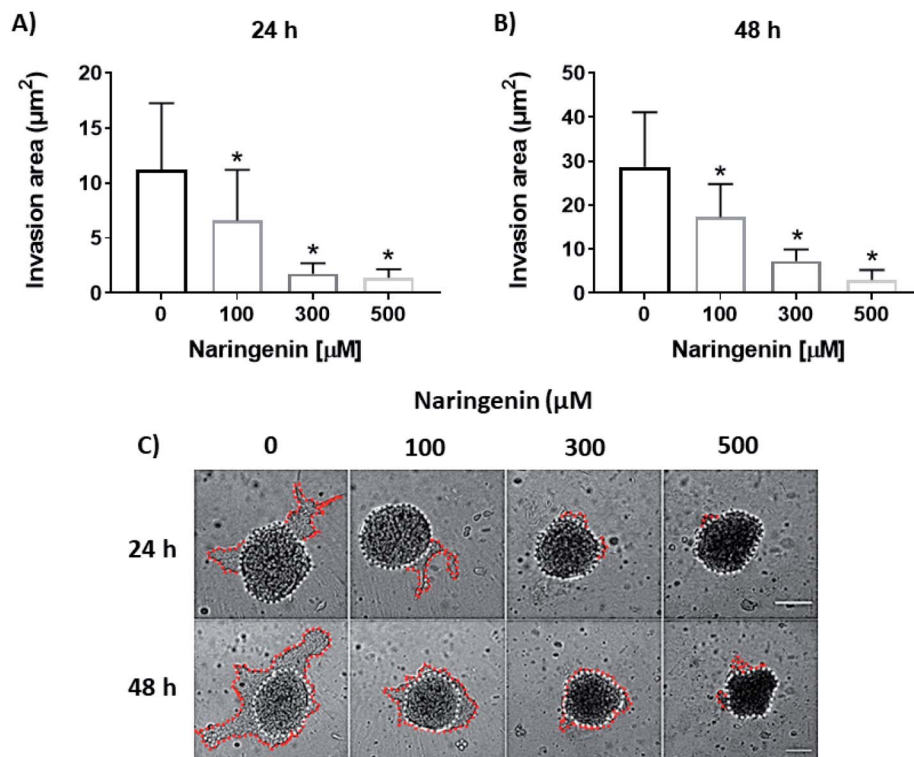 A)
24 h
Invasion area (µm²)
20
15
10
5
0
*
*
*
0 100 300 500
Naringenin [µM]
B)
48 h
Invasion area (µm²)
50
40
30
20
10
0
*
*
*
0 100 300 500
Naringenin [µM]
Naringenin (µM
C)
0 100 300 500
24 h
48 h